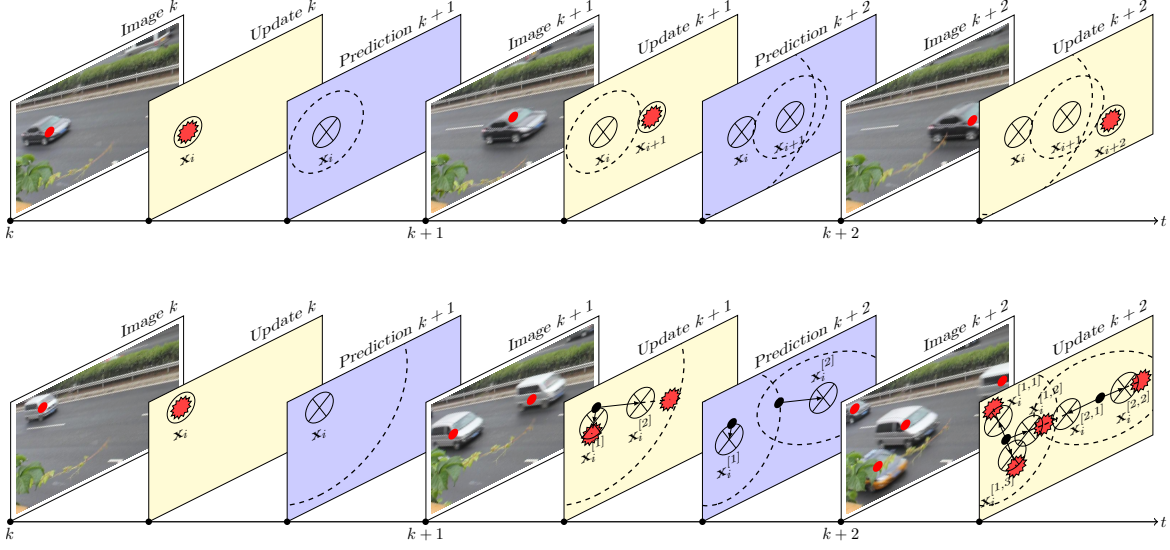 Image k
Update k
Prediction k + 1
Image k + 1
Update k + 1
Prediction k + 2
Image k + 2
Update k + 2
x_i
x_i
x_i
x_{i+1}
x_i
x_{i+1}
x_i
x_{i+1}
x_{i+2}
k
k + 1
k + 2
t
Image k
Update k
Prediction k + 1
Image k + 1
Update k + 1
Prediction k + 2
Image k + 2
Update k + 2
x_i
x_i
x_i^{[1]}
x_i^{[2]}
x_i^{[1]}
x_i^{[2]}
x_i^{[1,1]}
x_i^{[1,2]}
x_i^{[2,1]}
x_i^{[2,2]}
x_i^{[1,3]}
k
k + 1
k + 2
t